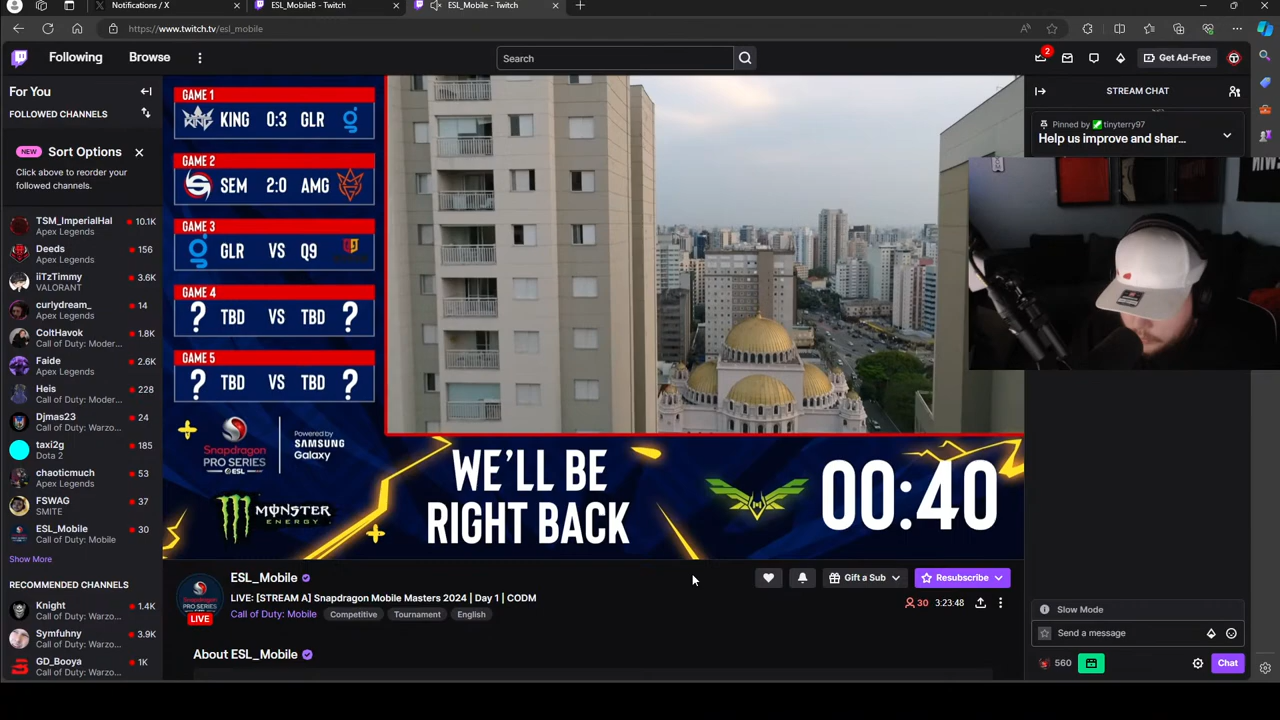 Notifications / X
ESL_MobileB - Twitch
ESL_Mobile - Twitch
https://www.twitch.tv/esl_mobile
Following
Browse
Search
2
Get Ad-Free
For You
FOLLOWED CHANNELS
NEW Sort Options
Click above to reorder your
followed channels.
TSM_ImperialHal 10.1K
Apex Legends
Deeds 156
Apex Legends
iiTzTimmy 3.6K
VALORANT
curlydream_ 14
Apex Legends
ColtHavok 1.8K
Call of Duty: Moder...
Faide 2.6K
Apex Legends
Heis 228
Call of Duty: Moder...
Djmas23 24
Call of Duty: Warzo...
taxi2g 185
Dota 2
chaoticmuch 53
Apex Legends
FSWAG 37
SMITE
ESL_Mobile 30
Call of Duty: Mobile
Show More
RECOMMENDED CHANNELS
Knight 1.4K
Call of Duty: Warzo...
Symfuhny 3.9K
Call of Duty: Warzo...
GD_Booya 1K
Call of Duty: Warzo...
GAME 1
KING 0:3 GLR
GAME 2
SEM 2:0 AMG
GAME 3
GLR VS Q9
GAME 4
? TBD VS TBD ?
GAME 5
? TBD VS TBD ?
Snapdragon
PRO SERIES
ESL
Powered by
SAMSUNG
Galaxy
MONSTER
ENERGY
WE'LL BE
RIGHT BACK
00:40
ESL_Mobile
LIVE: [STREAM A] Snapdragon Mobile Masters 2024 | Day 1 | CODM
Call of Duty: Mobile
Competitive
Tournament
English
LIVE
Gift a Sub
Resubscribe
30
3:23:48
About ESL_Mobile
STREAM CHAT
Pinned by tinyterry97
Help us improve and shar...
Slow Mode
Send a message
560
Chat